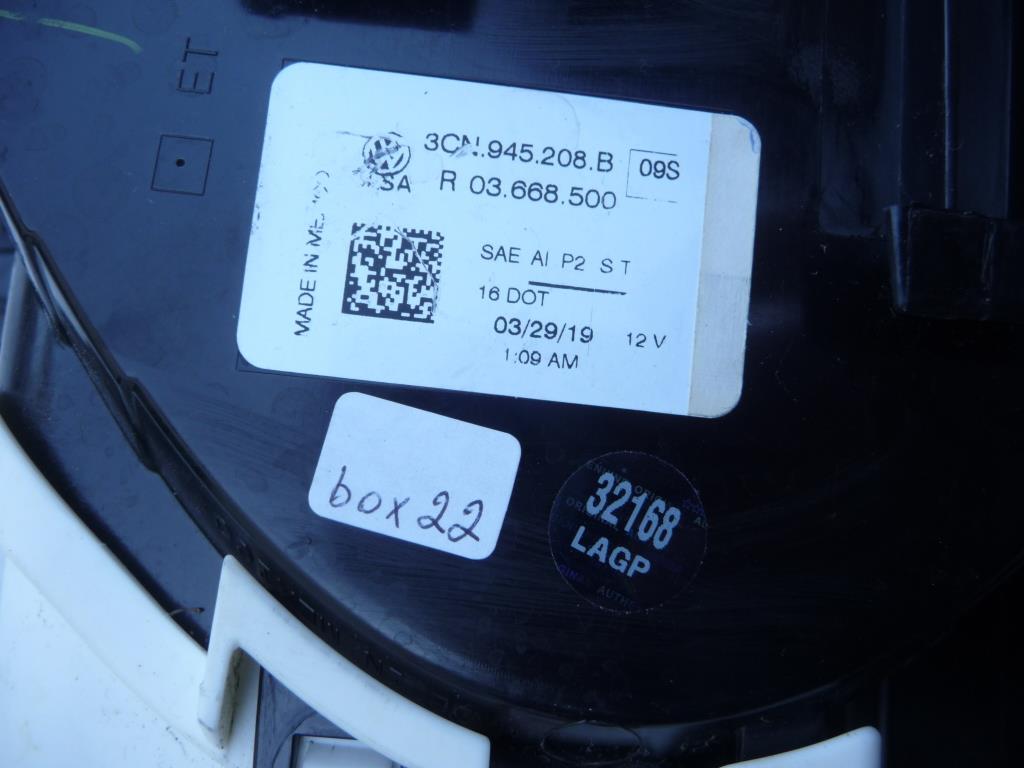 ET
3CN.945.208.B
09S
SA R 03.668.500
MADE IN
SAE AI P2 S T
16 DOT
03/29/19 12 V
1:09 AM
box 22
32168
LAGP